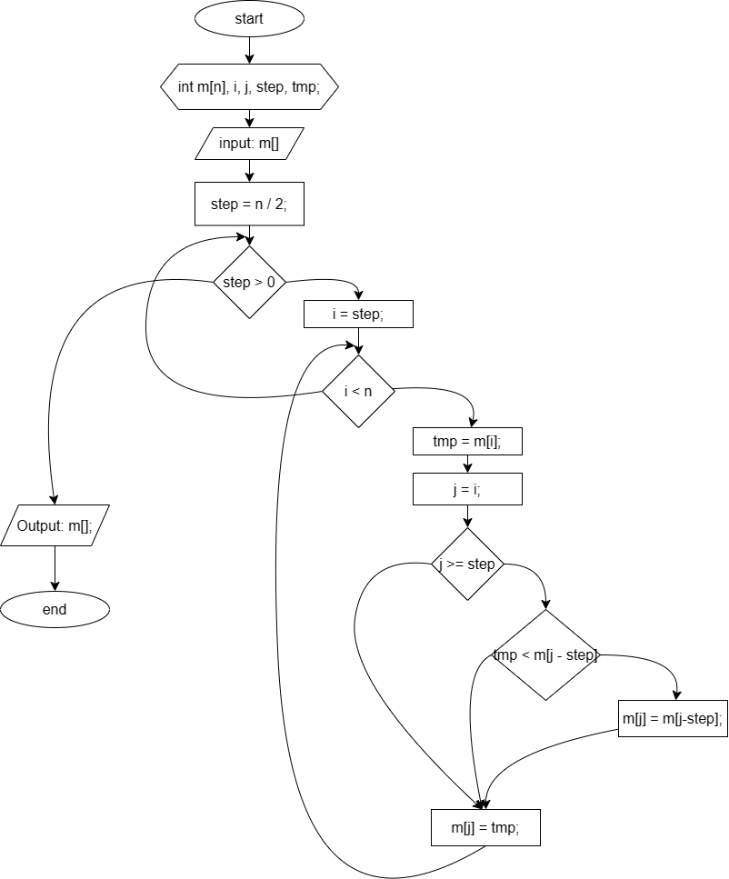 start
int m[n], i, j, step, tmp;
input: m[]
step = n / 2;
step > 0
i = step;
i < n
tmp = m[i];
j = i;
j >= step
tmp < m[j - step]
m[j] = m[j-step];
m[j] = tmp;
Output: m[];
end